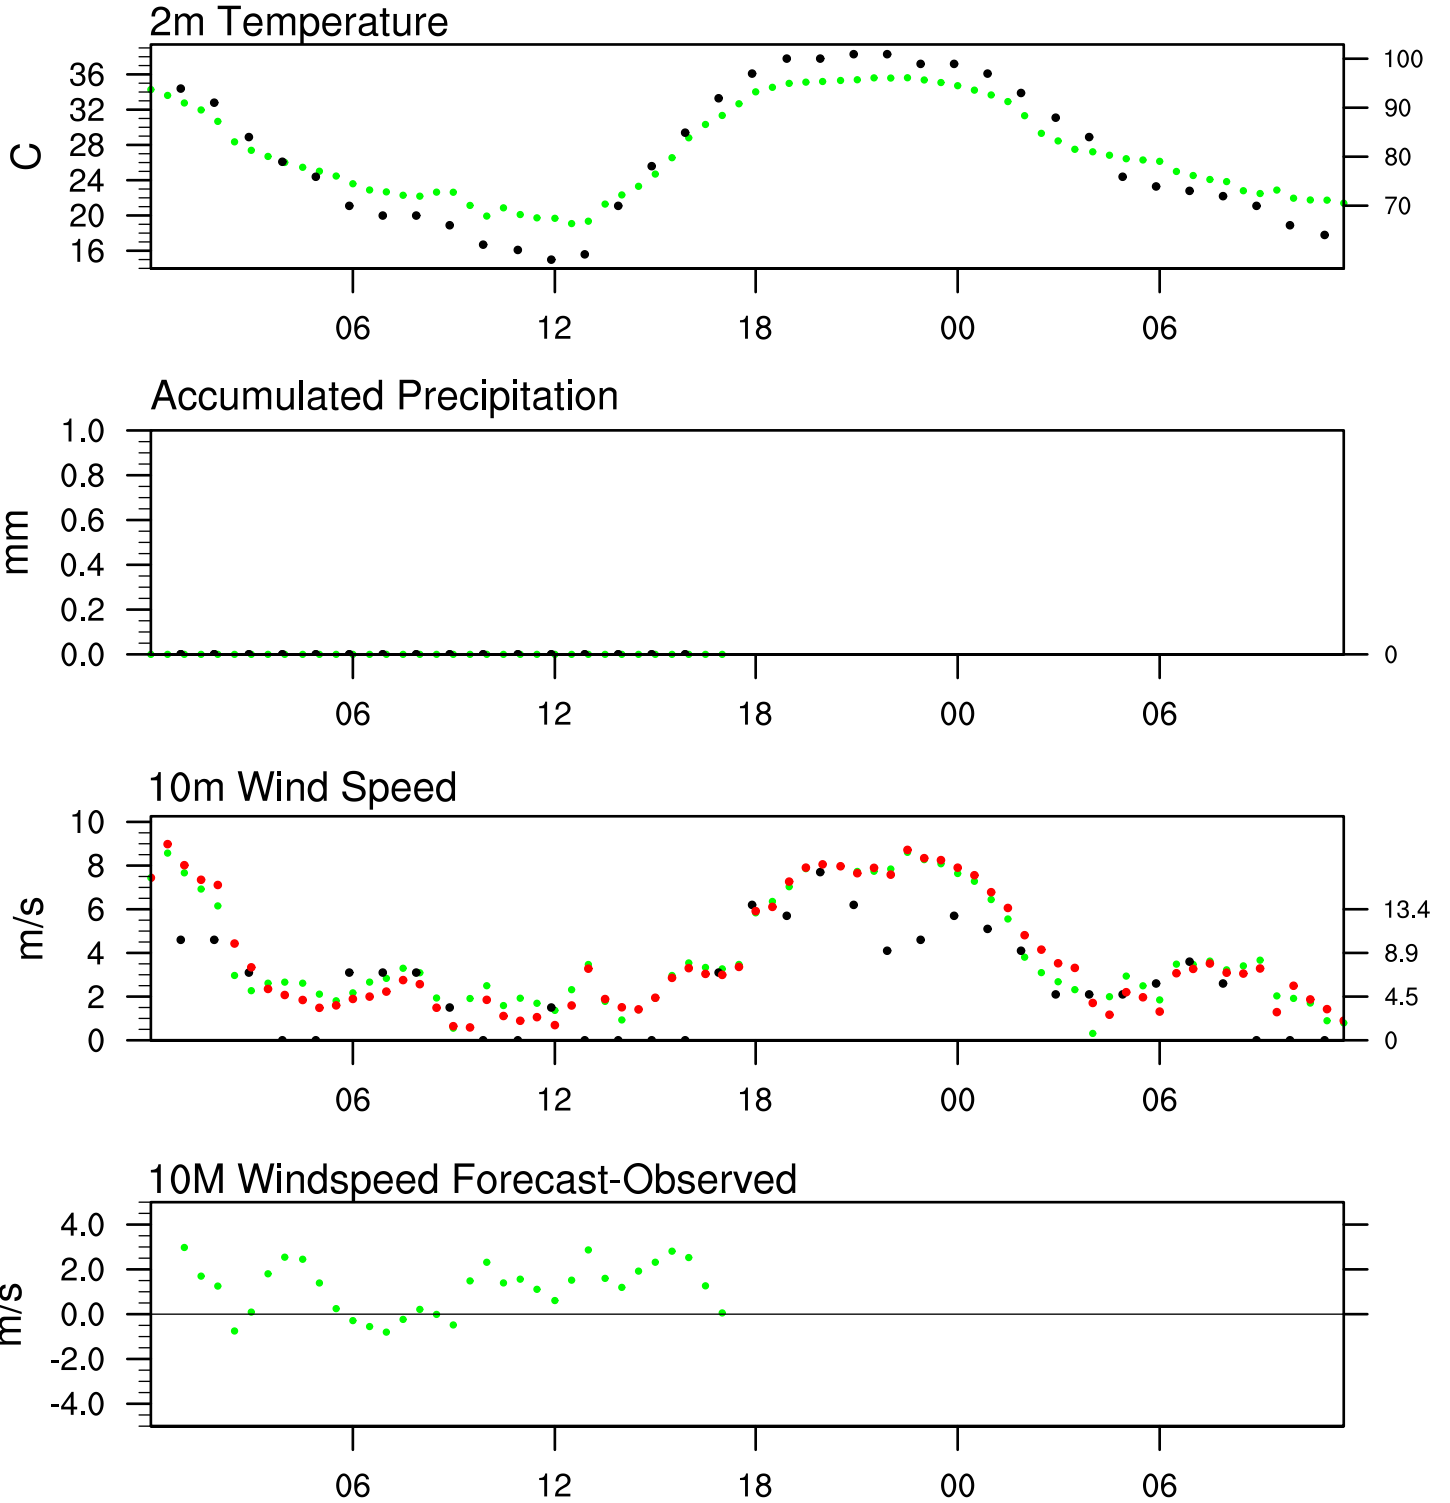 2m Temperature
C
36
32
28
24
20
16
100
90
80
70
06 12 18 00 06
Accumulated Precipitation
mm
1.0
0.8
0.6
0.4
0.2
0.0
0
06 12 18 00 06
10m Wind Speed
m/s
10
8
6
4
2
0
13.4
8.9
4.5
0
06 12 18 00 06
10M Windspeed Forecast-Observed
m/s
4.0
2.0
0.0
-2.0
-4.0
06 12 18 00 06